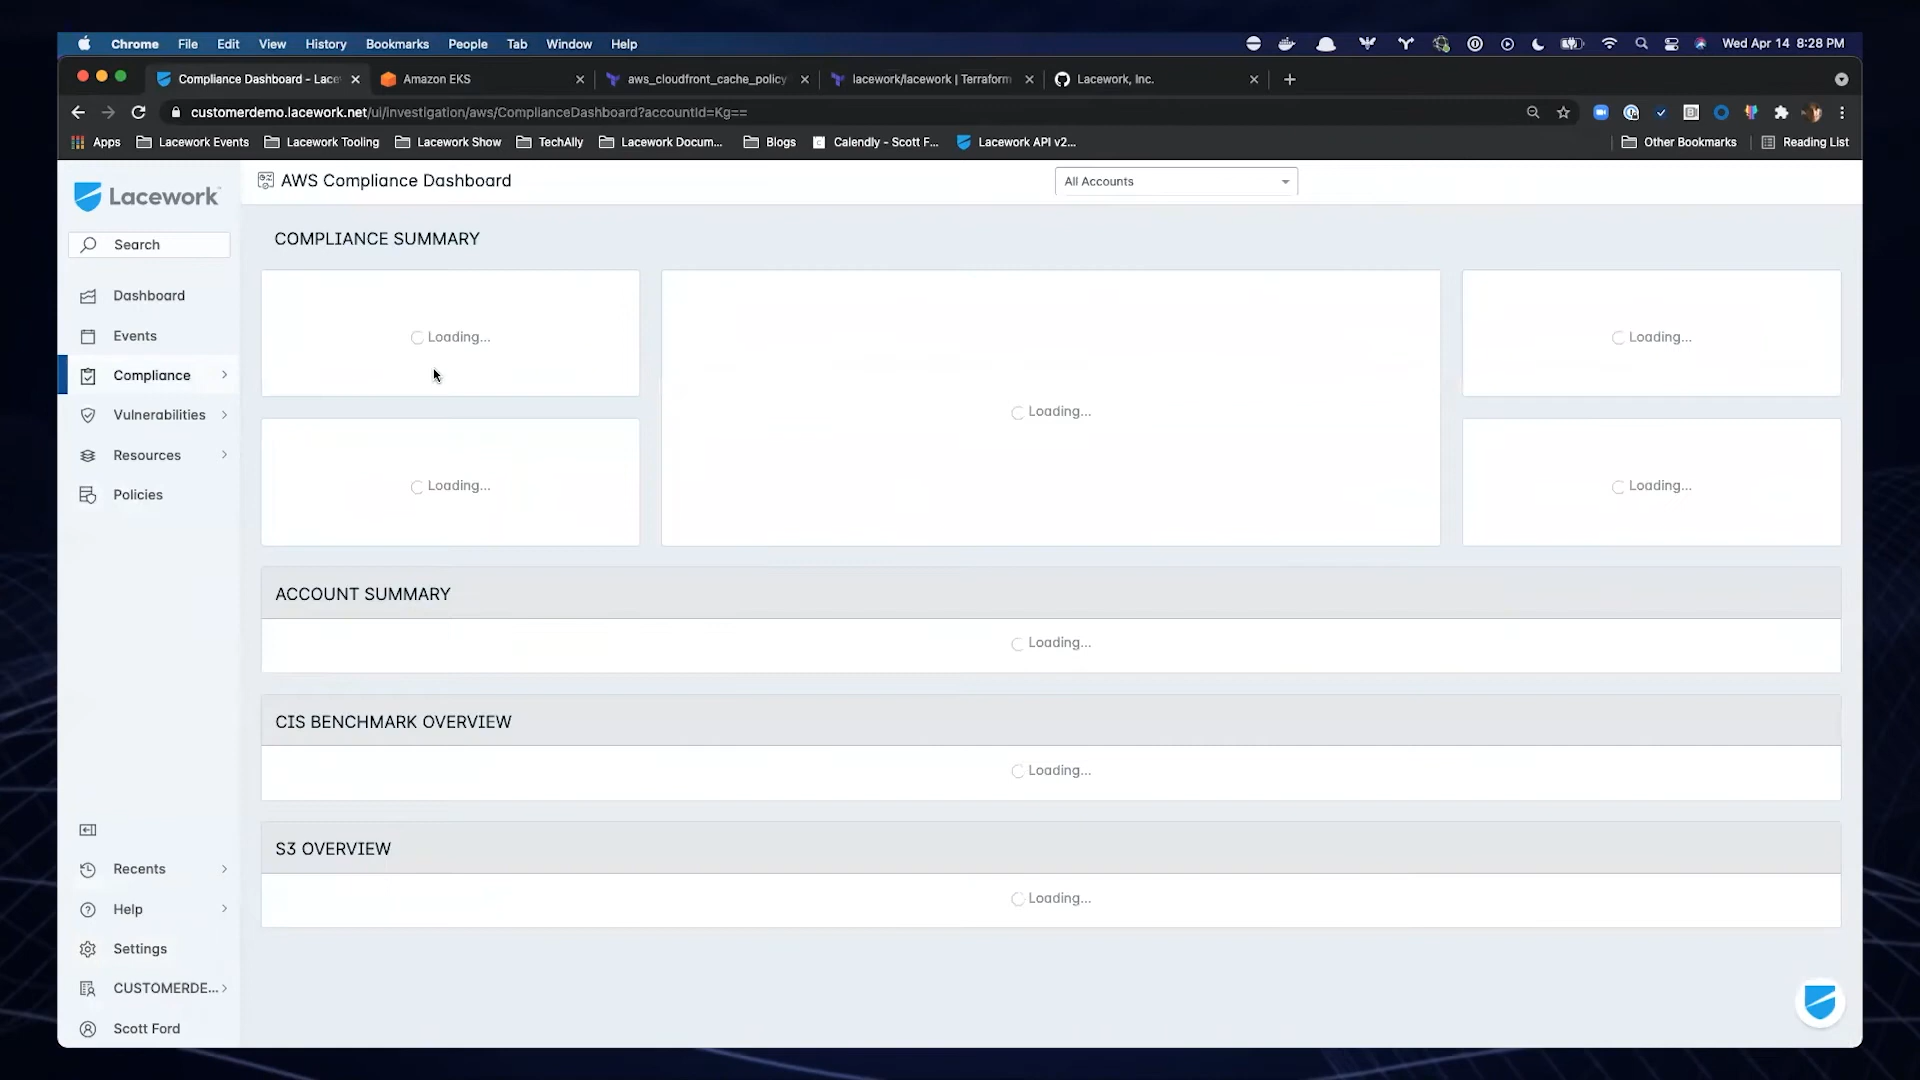 Chrome File Edit View History Bookmarks People Tab Window Help Wed Apr 14 8:28 PM
Compliance Dashboard - Lace Amazon EKS aws_cloudfront_cache_policy lacework/lacework | Terraform Lacework, Inc.
customerdemo.lacework.net/ui/investigation/aws/ComplianceDashboard?accountId=Kg==
Apps Lacework Events Lacework Tooling Lacework Show TechAlly Lacework Docum... Blogs Calendly - Scott F... Lacework API v2... Other Bookmarks Reading List
Lacework
AWS Compliance Dashboard
All Accounts
Search
Dashboard
Events
Compliance
Vulnerabilities
Resources
Policies
Recents
Help
Settings
CUSTOMERDE...
Scott Ford
COMPLIANCE SUMMARY
Loading...
Loading...
Loading...
Loading...
Loading...
ACCOUNT SUMMARY
Loading...
CIS BENCHMARK OVERVIEW
Loading...
S3 OVERVIEW
Loading...